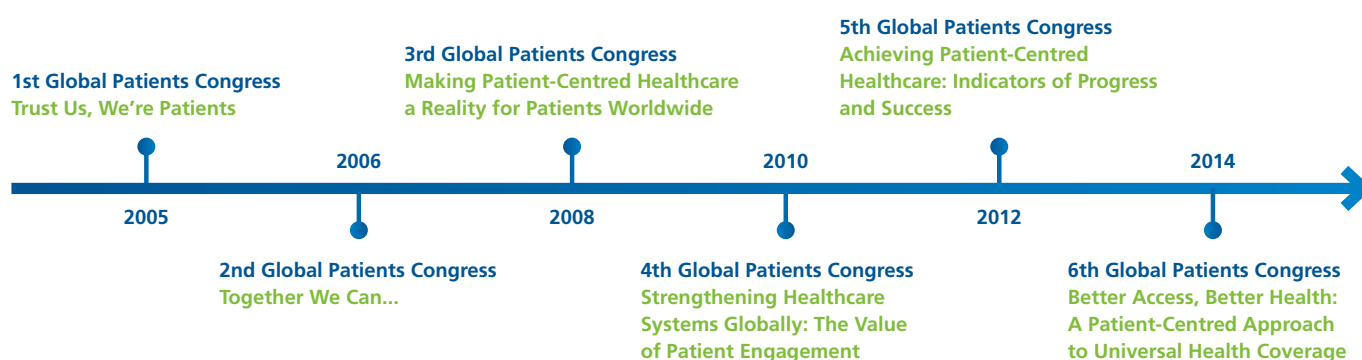 1st Global Patients Congress
Trust Us, We're Patients
2005
2006
2nd Global Patients Congress
Together We Can...
3rd Global Patients Congress
Making Patient-Centred Healthcare
a Reality for Patients Worldwide
2008
2010
4th Global Patients Congress
Strengthening Healthcare
Systems Globally: The Value
of Patient Engagement
5th Global Patients Congress
Achieving Patient-Centred
Healthcare: Indicators of Progress
and Success
2012
2014
6th Global Patients Congress
Better Access, Better Health:
A Patient-Centred Approach
to Universal Health Coverage